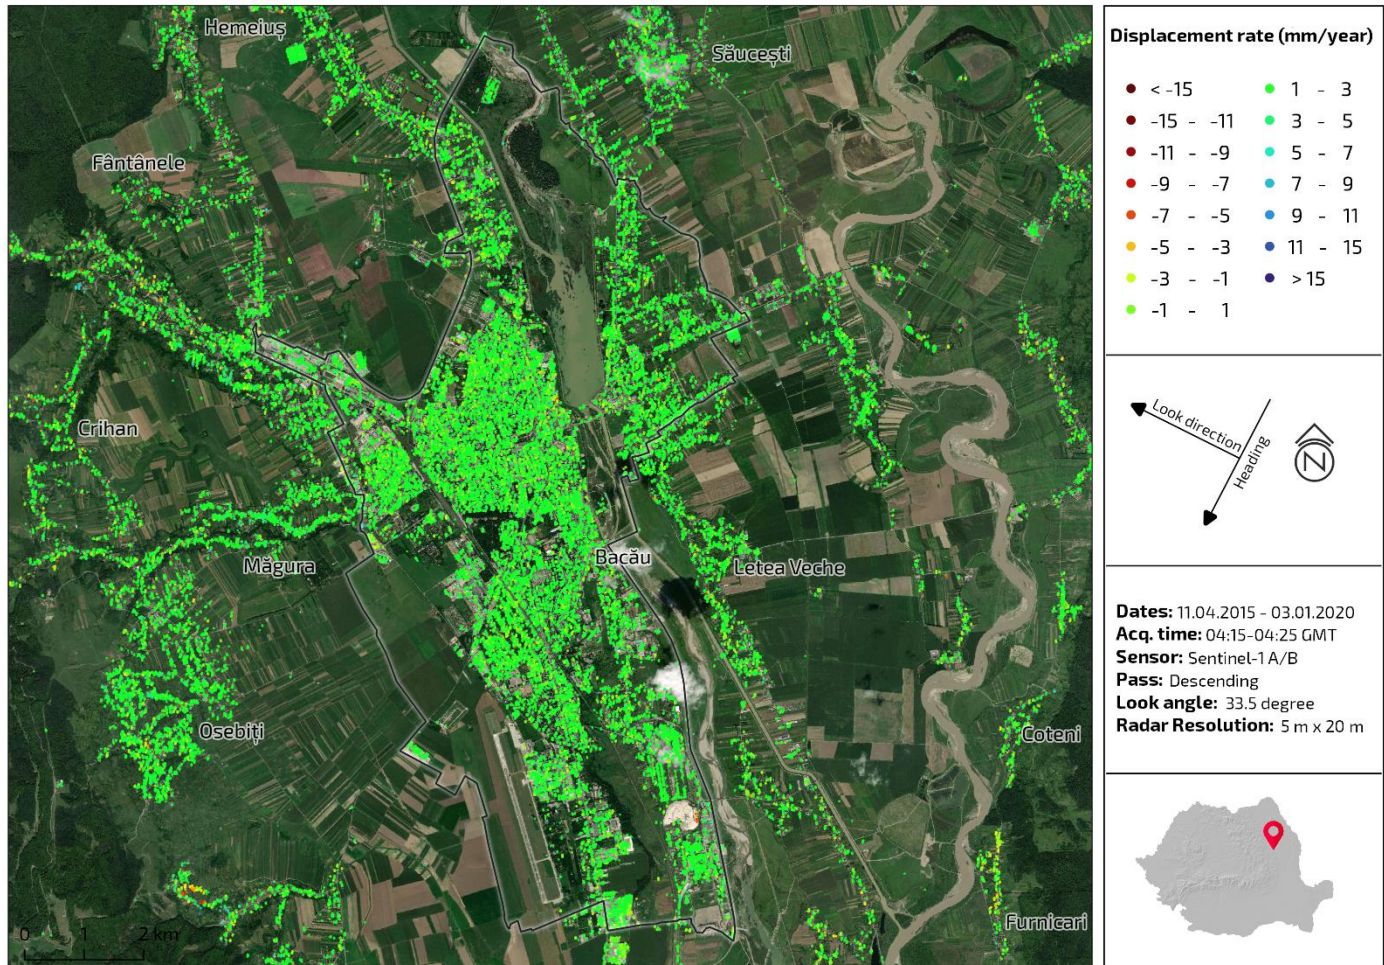 Hemeiuș
Săucești
Fântânele
Crihan
Măgura
Bacău
Letea Veche
Osebiți
Coteni
Furnicari
0 1 2 km
Displacement rate (mm/year)
< -15
-15 - -11
-11 - -9
-9 - -7
-7 - -5
-5 - -3
-3 - -1
-1 - 1
1 - 3
3 - 5
5 - 7
7 - 9
9 - 11
11 - 15
> 15
Look direction
Heading
N
Dates: 11.04.2015 - 03.01.2020
Acq. time: 04:15-04:25 GMT
Sensor: Sentinel-1 A/B
Pass: Descending
Look angle: 33.5 degree
Radar Resolution: 5 m x 20 m